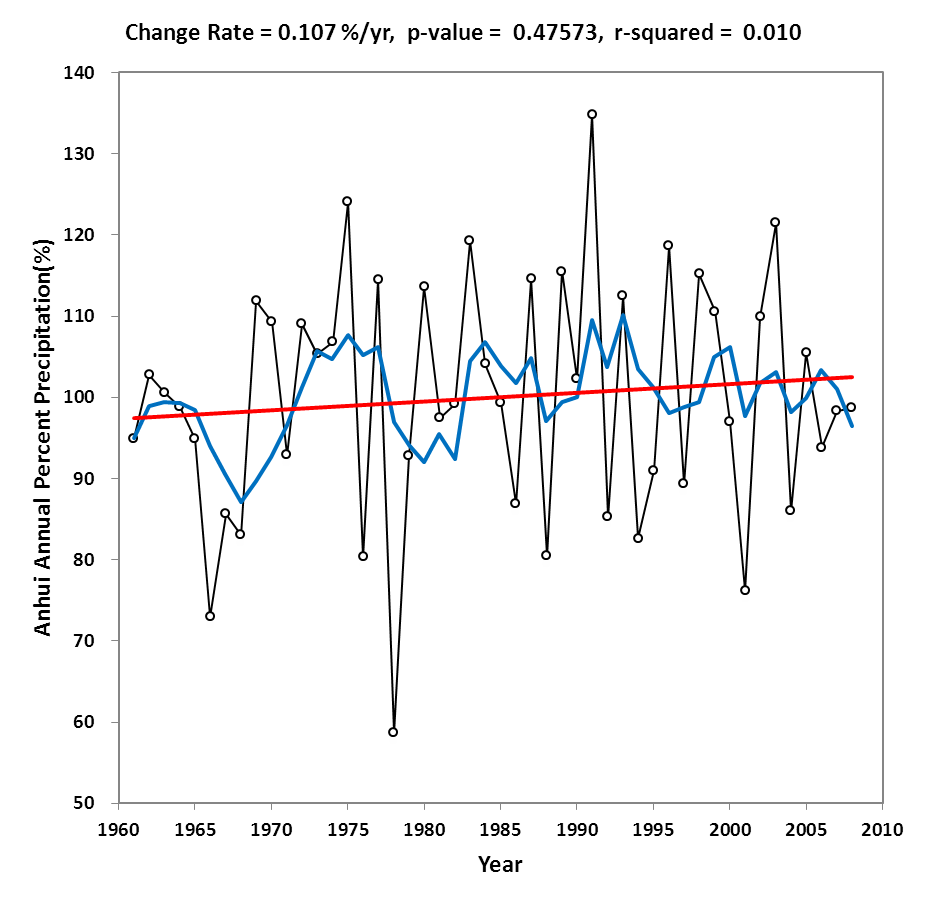 Change Rate = 0.107 %/yr, p-value = 0.47573, r-squared = 0.010
140
130
120
110
100
90
80
70
60
50
Anhui Annual Percent Precipitation(%)
1960 1965 1970 1975 1980 1985 1990 1995 2000 2005 2010
Year